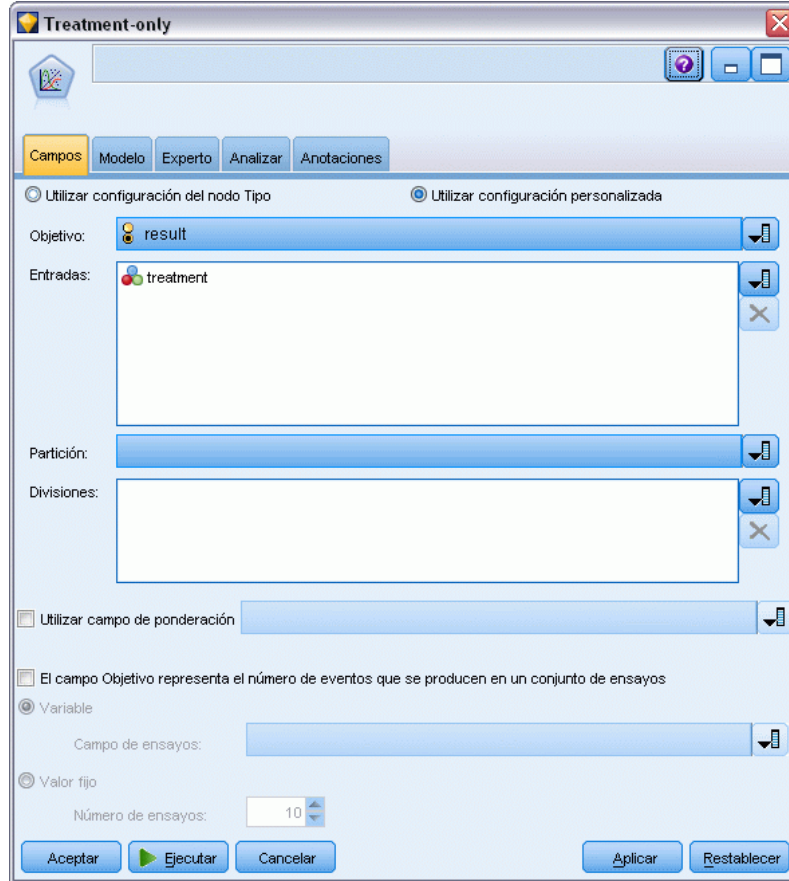 Treatment-only
Campos Modelo Experto Analizar Anotaciones
Utilizar configuración del nodo Tipo Utilizar configuración personalizada
Objetivo: result
Entradas: treatment
Partición:
Divisiones:
Utilizar campo de ponderación
El campo Objetivo representa el número de eventos que se producen en un conjunto de ensayos
Variable
Campo de ensayos:
Valor fijo
Número de ensayos: 10
Aceptar Ejecutar Cancelar Aplicar Restablecer